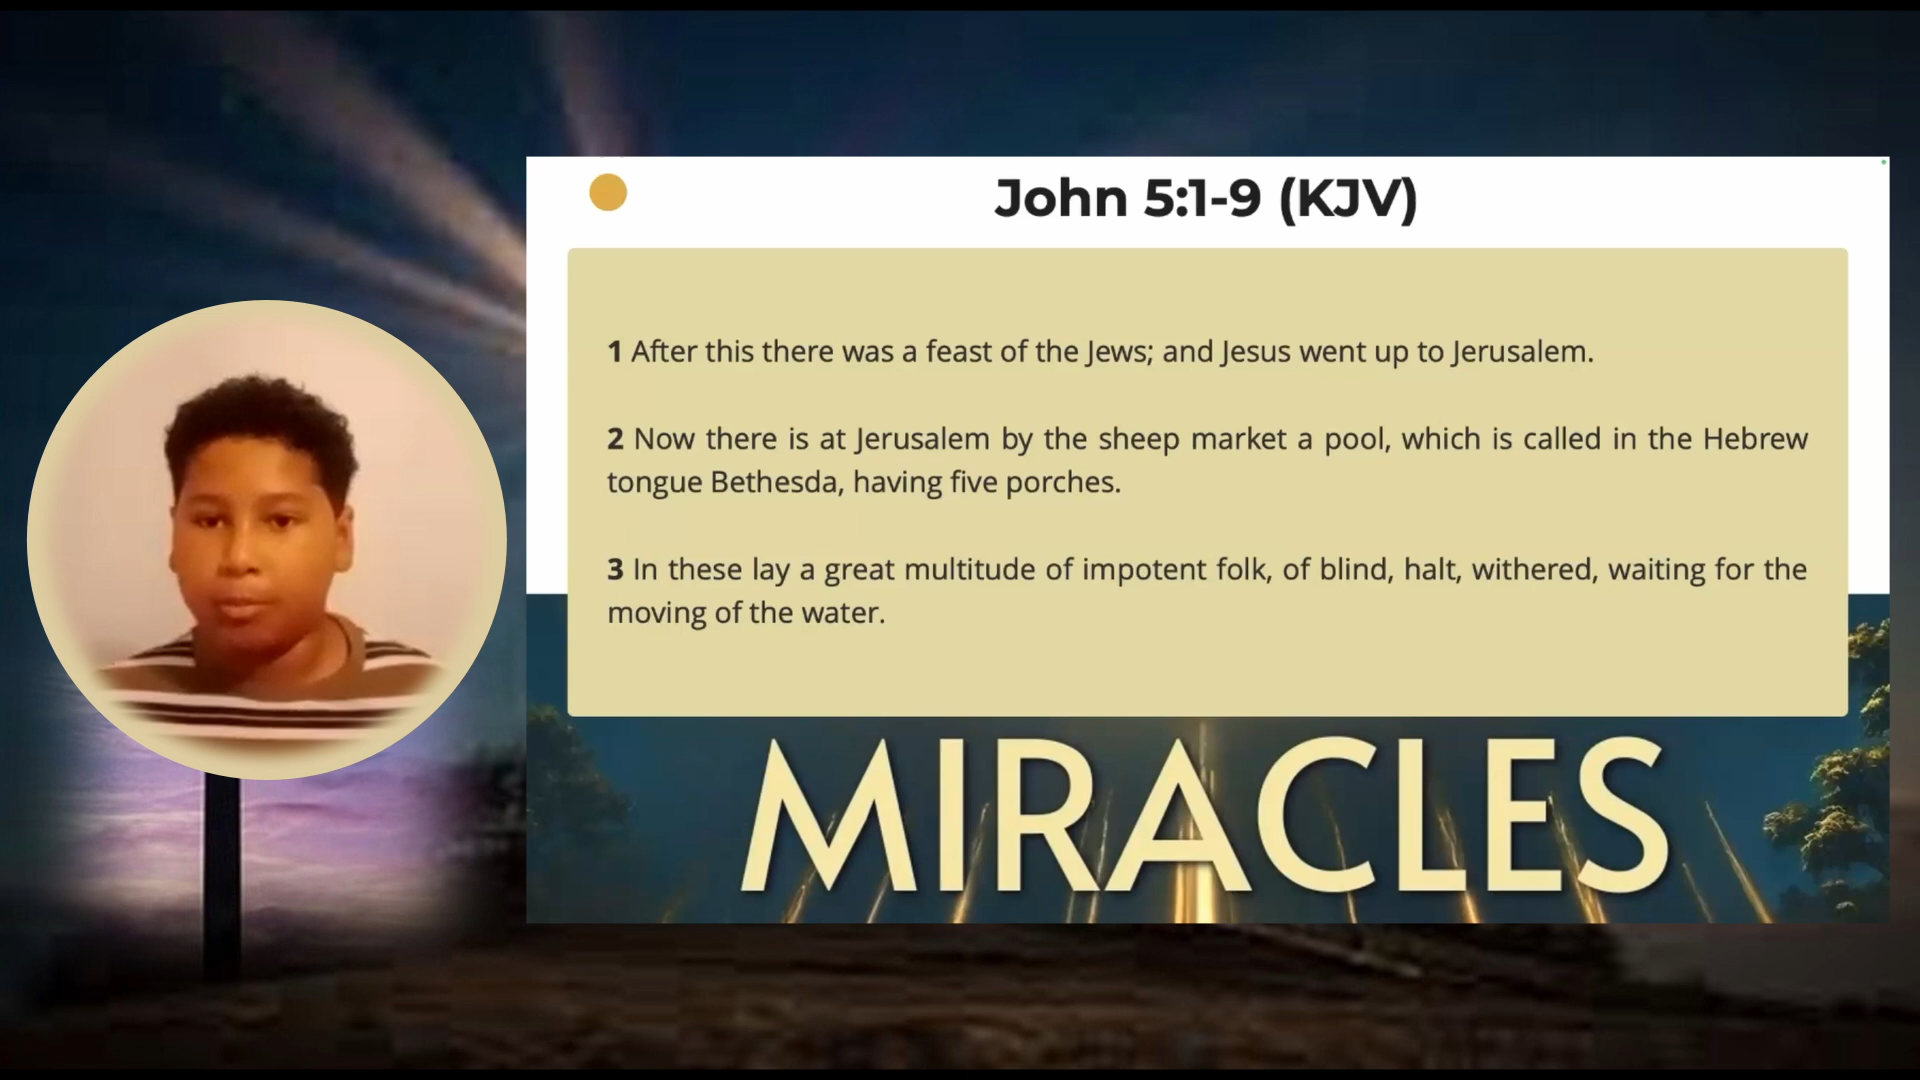 John 5:1-9 (KJV)
1 After this there was a feast of the Jews; and Jesus went up to Jerusalem.
2 Now there is at Jerusalem by the sheep market a pool, which is called in the Hebrew
tongue Bethesda, having five porches.
3 In these lay a great multitude of impotent folk, of blind, halt, withered, waiting for the
moving of the water.
MIRACLES